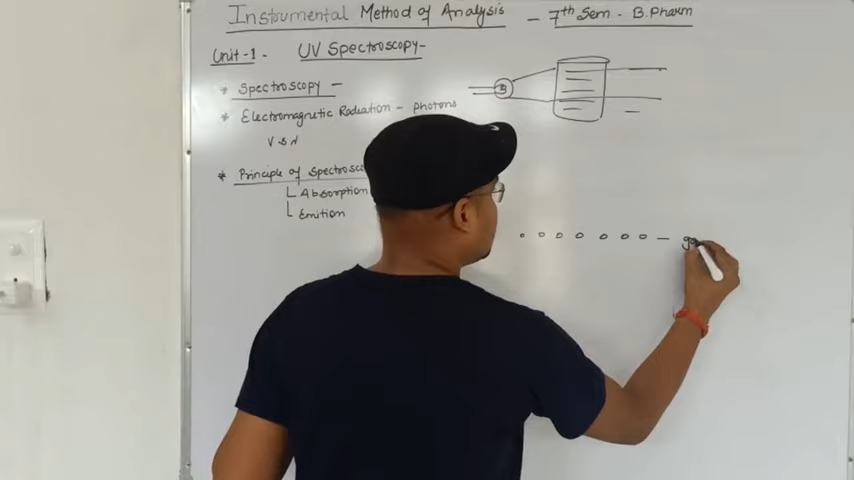 Instrumental Method of Analysis - 7th Sem - B.Pharm
Unit-1 - UV Spectroscopy-
* Spectroscopy -
* Electromagnetic Radiation - photons
* Principle of Spectrosc
Absorption
Emition